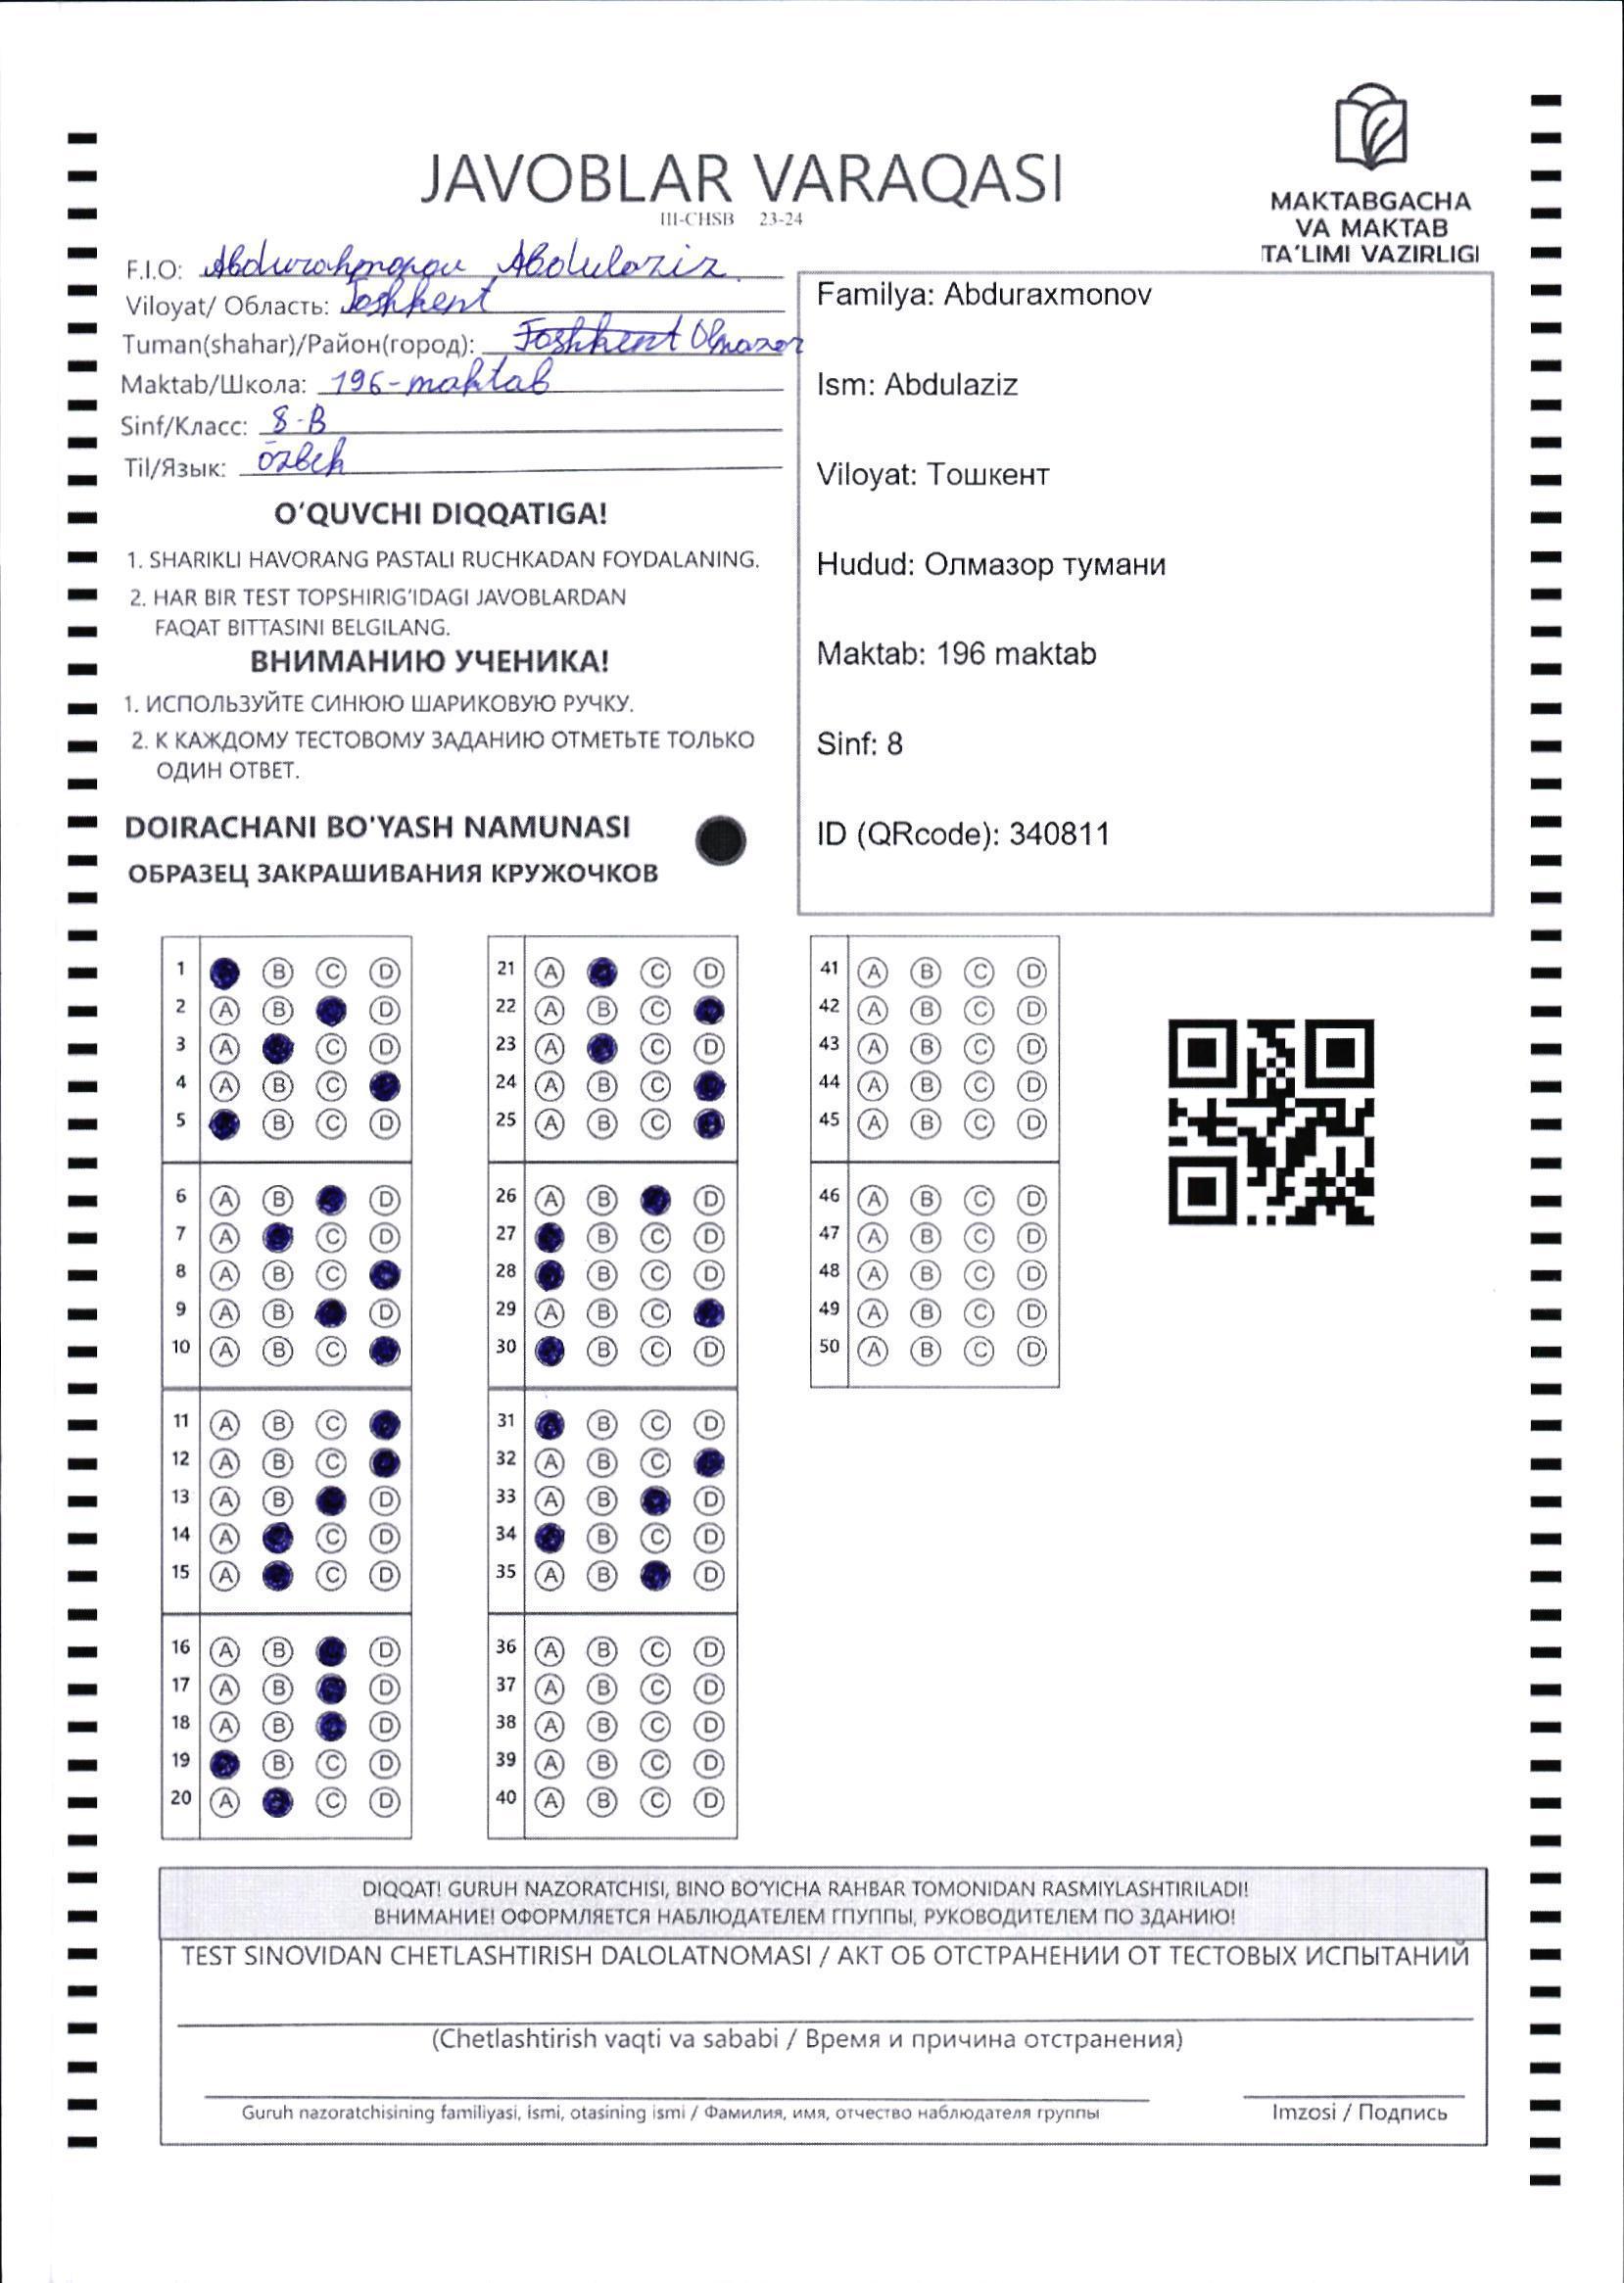 JAVOBLAR VARAQASI
III-CHSB 23-24
MAKTABGACHA
VA MAKTAB
TA'LIMI VAZIRLIGI
F.I.O: Abdurahmonov Abdulaziz
Viloyat/ Область: Toshkent
Tuman(shahar)/Район(город): Toshkent Olmazor
Maktab/Школа: 196-maktab
Sinf/Класс: 8-B
Til/Язык: özbek
O'QUVCHI DIQQATIGA!
1. SHARIKLI HAVORANG PASTALI RUCHKADAN FOYDALANING.
2. HAR BIR TEST TOPSHIRIG'IDAGI JAVOBLARDAN
FAQAT BITTASINI BELGILANG.
ВНИМАНИЮ УЧЕНИКА!
1. ИСПОЛЬЗУЙТЕ СИНЮЮ ШАРИКОВУЮ РУЧКУ.
2. К КАЖДОМУ ТЕСТОВОМУ ЗАДАНИЮ ОТМЕТЬТЕ ТОЛЬКО
ОДИН ОТВЕТ.
DOIRACHANI BO'YASH NAMUNASI
ОБРАЗЕЦ ЗАКРАШИВАНИЯ КРУЖОЧКОВ
Familya: Abduraxmonov
Ism: Abdulaziz
Viloyat: Тошкент
Hudud: Олмазор тумани
Maktab: 196 maktab
Sinf: 8
ID (QRcode): 340811
1 B C D
2 A B D
3 A C D
4 A B C
5 B C D
6 A B D
7 A C D
8 A B C
9 A B D
10 A B C
11 A B C
12 A B C
13 A B D
14 A C D
15 A C D
16 A B D
17 A B D
18 A B D
19 B C D
20 A C D
21 A C D
22 A B C
23 A C D
24 A B C
25 A B C
26 A B D
27 B C D
28 B C D
29 A B C
30 B C D
31 B C D
32 A B C
33 A B D
34 B C D
35 A B D
36 A B C D
37 A B C D
38 A B C D
39 A B C D
40 A B C D
41 A B C D
42 A B C D
43 A B C D
44 A B C D
45 A B C D
46 A B C D
47 A B C D
48 A B C D
49 A B C D
50 A B C D
DIQQAT! GURUH NAZORATCHISI, BINO BO'YICHA RAHBAR TOMONIDAN RASMIYLASHTIRILADI!
ВНИМАНИЕ! ОФОРМЛЯЕТСЯ НАБЛЮДАТЕЛЕМ ГПУППЫ, РУКОВОДИТЕЛЕМ ПО ЗДАНИЮ!
TEST SINOVIDAN CHETLASHTIRISH DALOLATNOMASI / АКТ ОБ ОТСТРАНЕНИИ ОТ ТЕСТОВЫХ ИСПЫТАНИЙ
(Chetlashtirish vaqti va sababi / Время и причина отстранения)
Guruh nazoratchisining familiyasi, ismi, otasining ismi / Фамилия, имя, отчество наблюдателя группы
Imzosi / Подпись